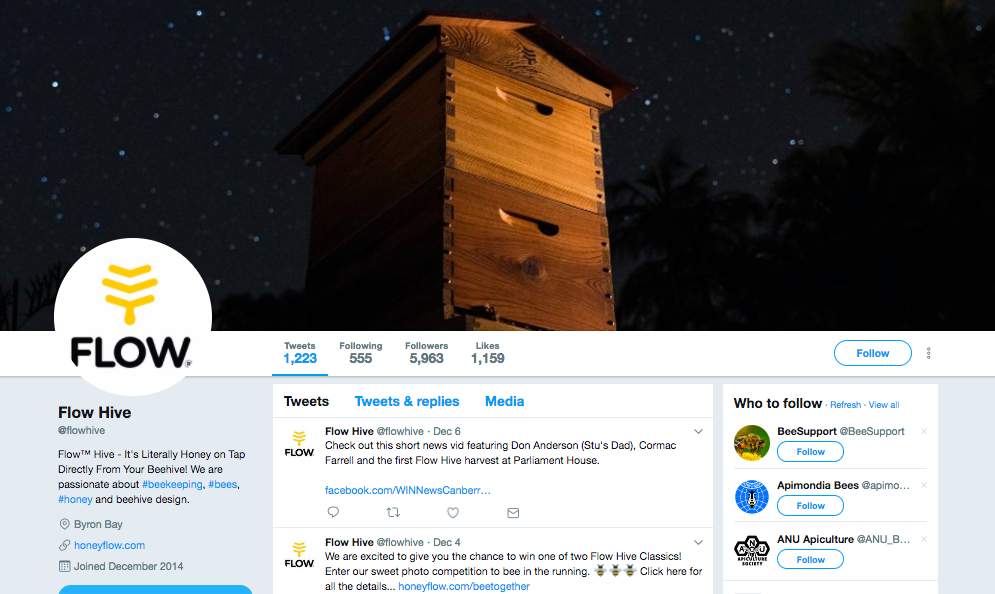 FLOW
Tweets
1,223
Following
555
Followers
5,963
Likes
1,159
Follow
Flow Hive
@flowhive
Flow™ Hive - It's Literally Honey on Tap
Directly From Your Beehive! We are
passionate about #beekeeping, #bees,
#honey and beehive design.
Byron Bay
honeyflow.com
Joined December 2014
Tweets Tweets & replies Media
FLOW
Flow Hive @flowhive · Dec 6
Check out this short news vid featuring Don Anderson (Stu's Dad), Cormac
Farrell and the first Flow Hive harvest at Parliament House.
facebook.com/WINNewsCanberr…
FLOW
Flow Hive @flowhive · Dec 4
We are excited to give you the chance to win one of two Flow Hive Classics!
Enter our sweet photo competition to bee in the running. 🐝 🐝 🐝 Click here for
all the details... honeyflow.com/beetogether
Who to follow · Refresh · View all
BeeSupport @BeeSupport
Follow
Apimondia Bees @apimo...
Follow
ANU
APICULTURE
SOCIETY
ANU Apiculture @ANU_B...
Follow